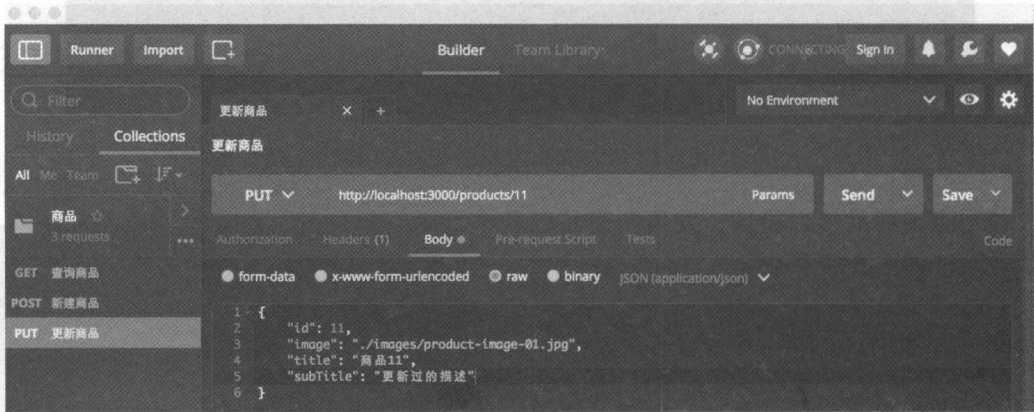 Runner Import Builder Team Library CONNECTING Sign In
Filter 更新商品 × + No Environment
History Collections 更新商品
All Me Team PUT http://localhost:3000/products/11 Params Send Save
商品
3 requests Authorization Headers (1) Body Pre-request Script Tests Code
GET 查询商品 form-data x-www-form-urlencoded raw binary JSON (application/json)
POST 新建商品
PUT 更新商品
1 {
2 "id": 11,
3 "image": "./images/product-image-01.jpg",
4 "title": "商品11",
5 "subTitle": "更新过的描述"
6 }